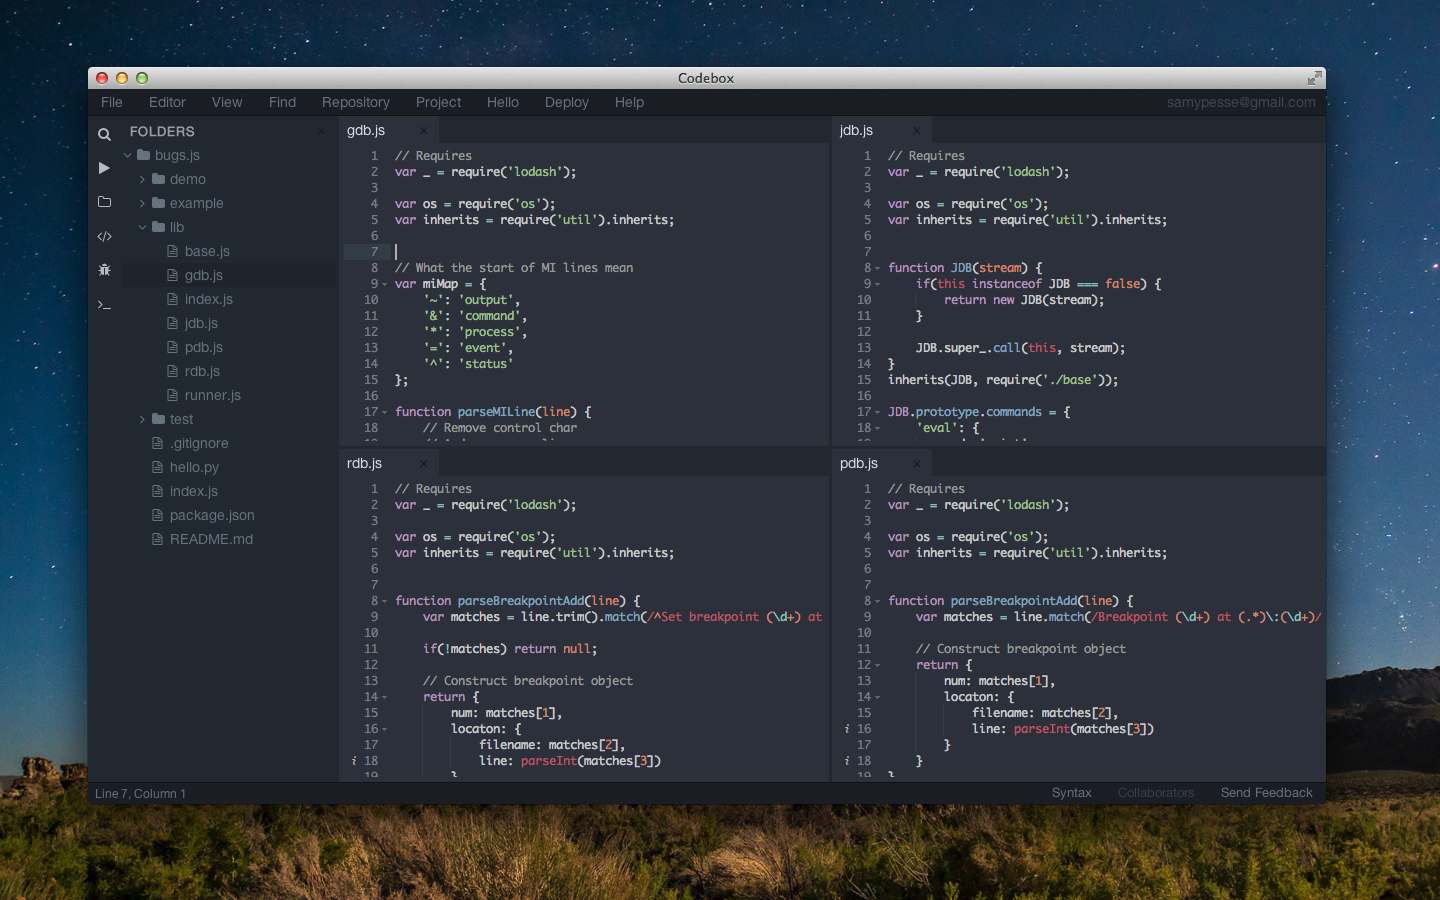 Codebox
File Editor View Find Repository Project Hello Deploy Help samypesse@gmail.com
FOLDERS
bugs.js
demo
example
lib
base.js
gdb.js
index.js
jdb.js
pdb.js
rdb.js
runner.js
test
.gitignore
hello.py
index.js
package.json
README.md
gdb.js
1 // Requires
2 var _ = require('lodash');
3
4 var os = require('os');
5 var inherits = require('util').inherits;
6
7
8 // What the start of MI lines mean
9 var miMap = {
10 '~': 'output',
11 '&': 'command',
12 '*': 'process',
13 '=': 'event',
14 '^': 'status'
15 };
16
17 function parseMILine(line) {
18 // Remove control char
jdb.js
1 // Requires
2 var _ = require('lodash');
3
4 var os = require('os');
5 var inherits = require('util').inherits;
6
7
8 function JDB(stream) {
9 if(this instanceof JDB === false) {
10 return new JDB(stream);
11 }
12
13 JDB.super_.call(this, stream);
14 }
15 inherits(JDB, require('./base'));
16
17 JDB.prototype.commands = {
18 'eval': {
rdb.js
1 // Requires
2 var _ = require('lodash');
3
4 var os = require('os');
5 var inherits = require('util').inherits;
6
7
8 function parseBreakpointAdd(line) {
9 var matches = line.trim().match(/^Set breakpoint (\d+) at
10
11 if(!matches) return null;
12
13 // Construct breakpoint object
14 return {
15 num: matches[1],
16 locaton: {
17 filename: matches[2],
i 18 line: parseInt(matches[3])
19 }
pdb.js
1 // Requires
2 var _ = require('lodash');
3
4 var os = require('os');
5 var inherits = require('util').inherits;
6
7
8 function parseBreakpointAdd(line) {
9 var matches = line.match(/Breakpoint (\d+) at (.*)\:(\d+)/
10
11 // Construct breakpoint object
12 return {
13 num: matches[1],
14 locaton: {
15 filename: matches[2],
i 16 line: parseInt(matches[3])
17 }
i 18 }
19 }
Line 7, Column 1
Syntax Collaborators Send Feedback